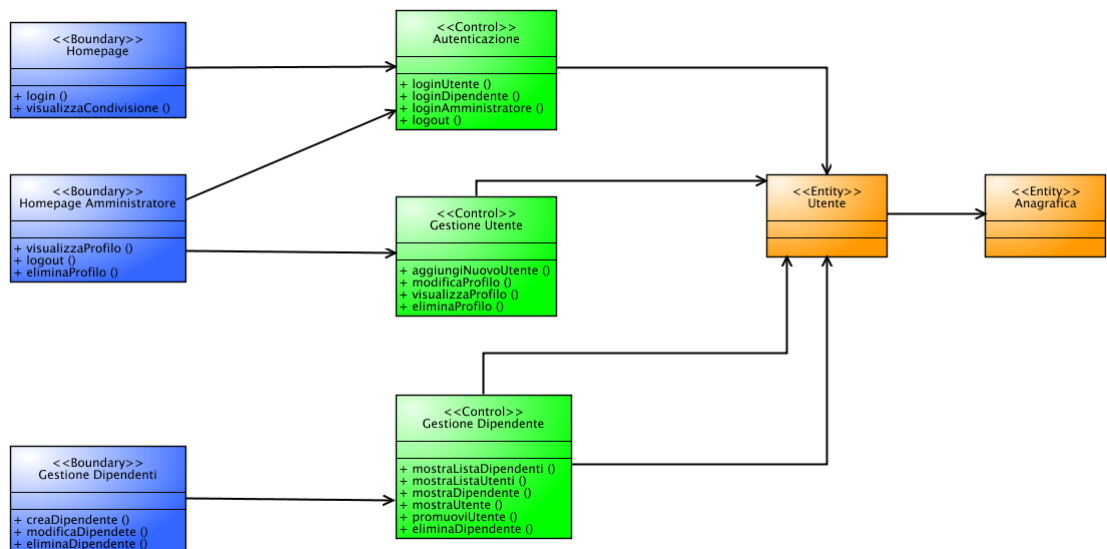 <<Boundary>>
Homepage
+ login ()
+ visualizzaCondivisione ()
<<Control>>
Autenticazione
+ loginUtente ()
+ loginDipendente ()
+ loginAmministratore ()
+ logout ()
<<Boundary>>
Homepage Amministratore
+ visualizzaProfilo ()
+ logout ()
+ eliminaProfilo ()
<<Control>>
Gestione Utente
+ aggiungiNuovoUtente ()
+ modificaProfilo ()
+ visualizzaProfilo ()
+ eliminaProfilo ()
<<Entity>>
Utente
<<Entity>>
Anagrafica
<<Boundary>>
Gestione Dipendenti
+ creaDipendente ()
+ modificaDipendete ()
+ eliminaDipendente ()
<<Control>>
Gestione Dipendente
+ mostraListaDipendenti ()
+ mostraListaUtenti ()
+ mostraDipendente ()
+ mostraUtente ()
+ promuoviUtente ()
+ eliminaDipendente ()